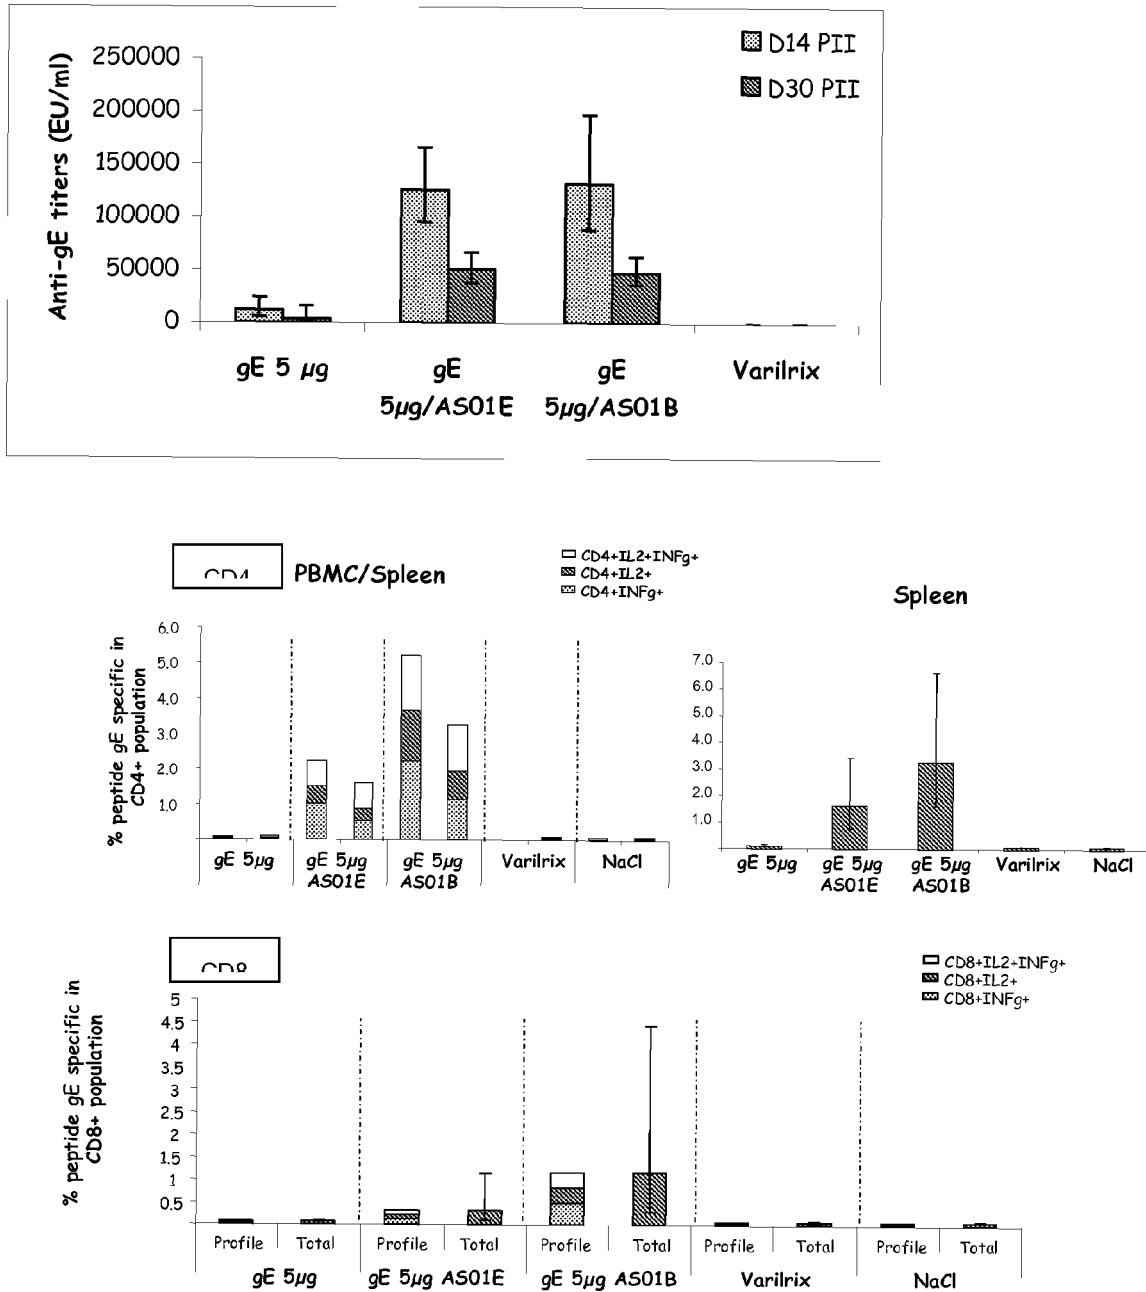 Anti-gE titers (EU/ml)
250000
200000
150000
100000
50000
0
D14 PII
D30 PII
gE 5 µg
gE
5µg/AS01E
gE
5µg/AS01B
Varilrix
CD4
PBMC/Spleen
CD4+IL2+INFg+
CD4+IL2+
CD4+INFg+
% peptide gE specific in
CD4+ population
6.0
5.0
4.0
3.0
2.0
1.0
gE 5µg
gE 5µg
AS01E
gE 5µg
AS01B
Varilrix
NaCl
Spleen
7.0
6.0
5.0
4.0
3.0
2.0
1.0
gE 5µg
gE 5µg
AS01E
gE 5µg
AS01B
Varilrix
NaCl
CD8
CD8+IL2+INFg+
CD8+IL2+
CD8+INFg+
% peptide gE specific in
CD8+ population
5
4.5
4
3.5
3
2.5
2
1.5
1
0.5
Profile Total Profile Total Profile Total Profile Total Profile Total
gE 5µg gE 5µg AS01E gE 5µg AS01B Varilrix NaCl